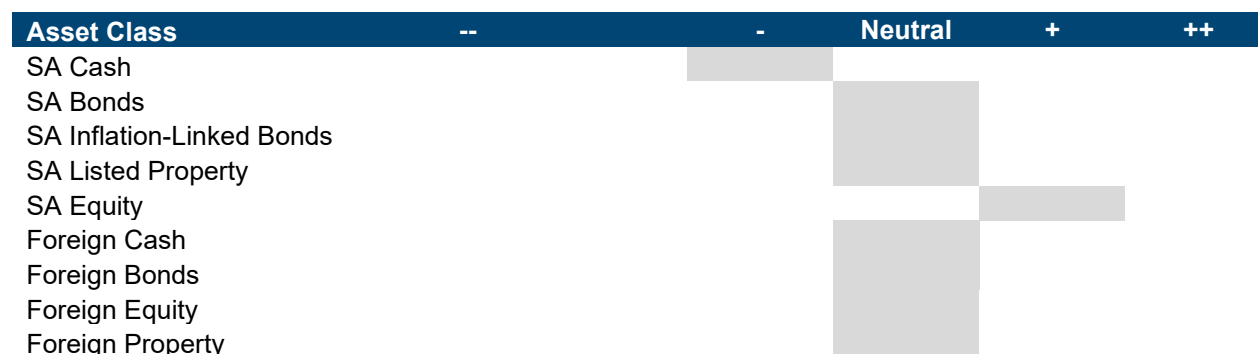 Asset Class -- - Neutral + ++
SA Cash
SA Bonds
SA Inflation-Linked Bonds
SA Listed Property
SA Equity
Foreign Cash
Foreign Bonds
Foreign Equity
Foreign Property